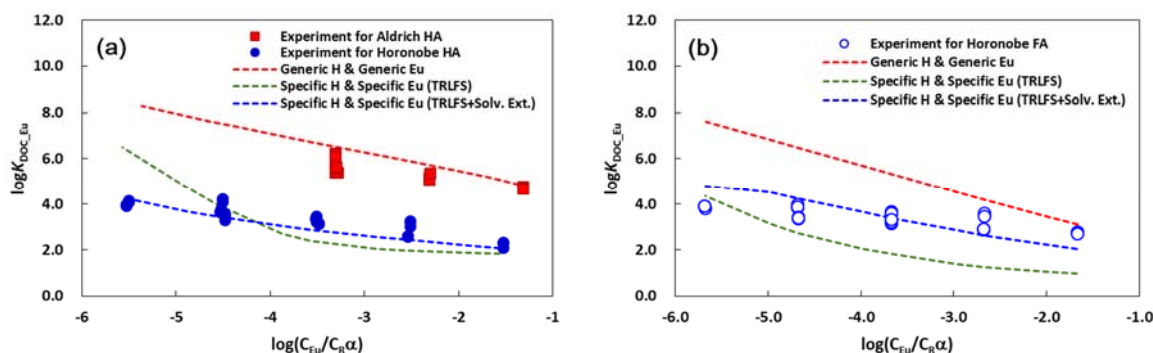 (a)
Experiment for Aldrich HA
Experiment for Horonobe HA
Generic H & Generic Eu
Specific H & Specific Eu (TRLFS)
Specific H & Specific Eu (TRLFS+Solv. Ext.)
logK_DOC_Eu
12.0
10.0
8.0
6.0
4.0
2.0
0.0
-6
-5
-4
-3
-2
-1
log(C_Eu/C_Rα)
(b)
Experiment for Horonobe FA
Generic H & Generic Eu
Specific H & Specific Eu (TRLFS)
Specific H & Specific Eu (TRLFS+Solv. Ext.)
logK_DOC_Eu
12.0
10.0
8.0
6.0
4.0
2.0
0.0
-6.0
-5.0
-4.0
-3.0
-2.0
-1.0
log(C_Eu/C_Rα)